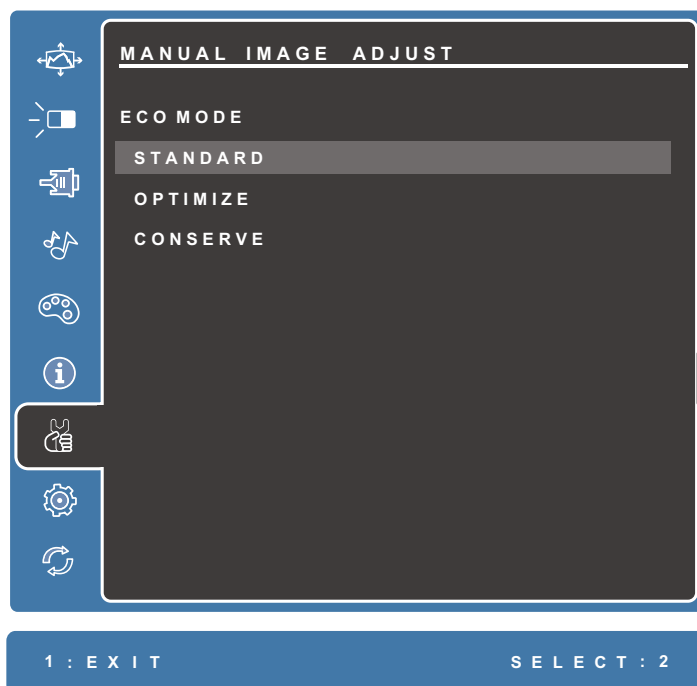 MANUAL IMAGE ADJUST
ECO MODE
STANDARD
OPTIMIZE
CONSERVE
1 : EXIT
SELECT : 2